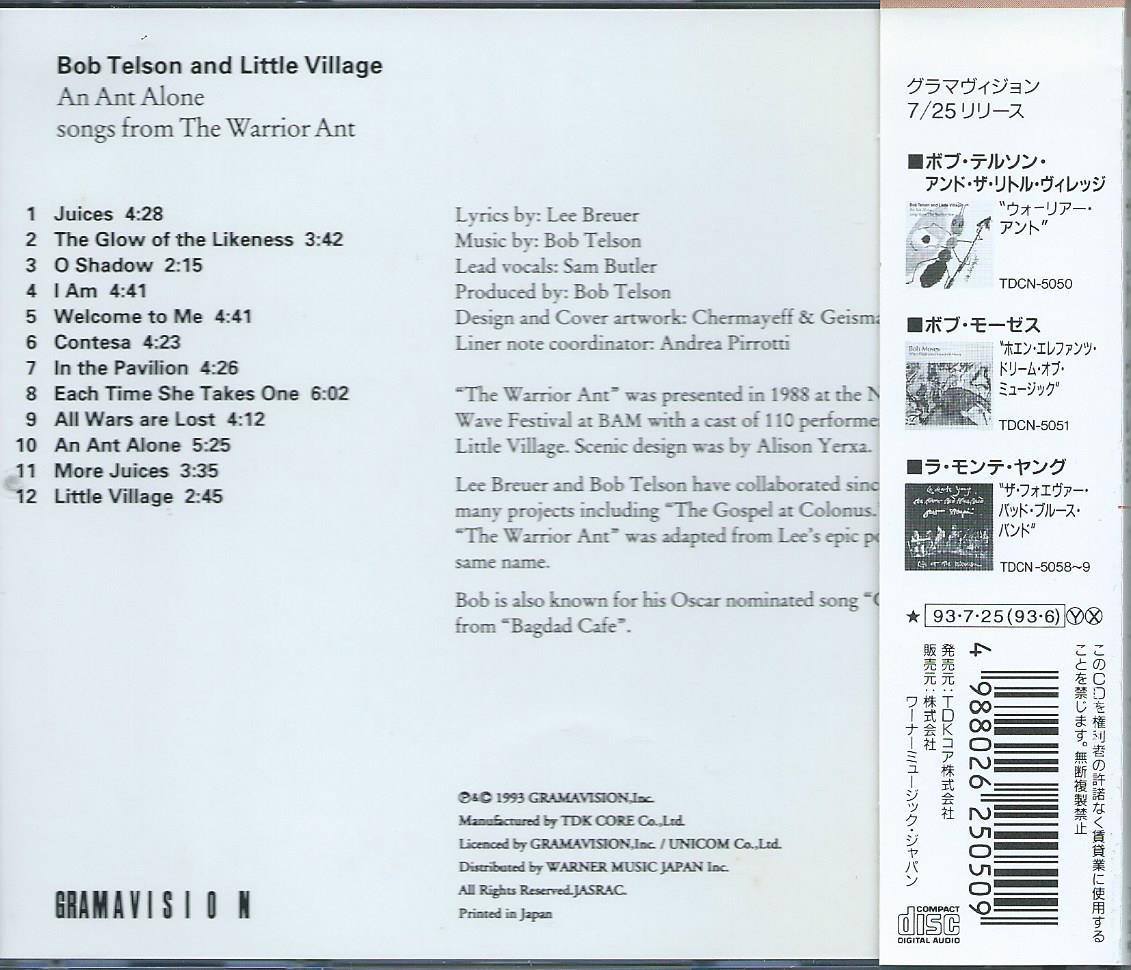 Bob Telson and Little Village
An Ant Alone
songs from The Warrior Ant
1 Juices 4:28
2 The Glow of the Likeness 3:42
3 O Shadow 2:15
4 I Am 4:41
5 Welcome to Me 4:41
6 Contesa 4:23
7 In the Pavilion 4:26
8 Each Time She Takes One 6:02
9 All Wars are Lost 4:12
10 An Ant Alone 5:25
11 More Juices 3:35
12 Little Village 2:45
Lyrics by: Lee Breuer
Music by: Bob Telson
Lead vocals: Sam Butler
Produced by: Bob Telson
Design and Cover artwork: Chermayeff & Geisma
Liner note coordinator: Andrea Pirrotti
“The Warrior Ant” was presented in 1988 at the N
Wave Festival at BAM with a cast of 110 performe
Little Village. Scenic design was by Alison Yerxa.
Lee Breuer and Bob Telson have collaborated sinc
many projects including “The Gospel at Colonus.
“The Warrior Ant” was adapted from Lee’s epic po
same name.
Bob is also known for his Oscar nominated song “
from “Bagdad Cafe”.
℗&© 1993 GRAMAVISION,Inc.
Manufactured by TDK CORE Co.,Ltd.
Licenced by GRAMAVISION,Inc. / UNICOM Co.,Ltd.
Distributed by WARNER MUSIC JAPAN Inc.
All Rights Reserved.JASRAC.
Printed in Japan
GRAMAVISION
グラマヴィジョン
7/25リリース
■ボブ・テルソン・
アンド・ザ・リトル・ヴィレッジ
Bob Telson and Little Village
“ウォーリアー・
アント”
TDCN-5050
■ボブ・モーゼス
Bob Moses
“ホエン・エレファンツ・
ドリーム・オブ・
ミュージック”
TDCN-5051
■ラ・モンテ・ヤング
“ザ・フォエヴァー・
バッド・ブルース・
バンド”
TDCN-5058〜9
★ 93・7・25(93・6) Ⓨ Ⓧ
このCDを権利者の許諾なく賃貸業に使用する
ことを禁じます。無断複製禁止
4 988026 250509
発売元:TDKコア株式会社
販売元:株式会社
ワーナーミュージック・ジャパン
COMPACT
disc
DIGITAL AUDIO